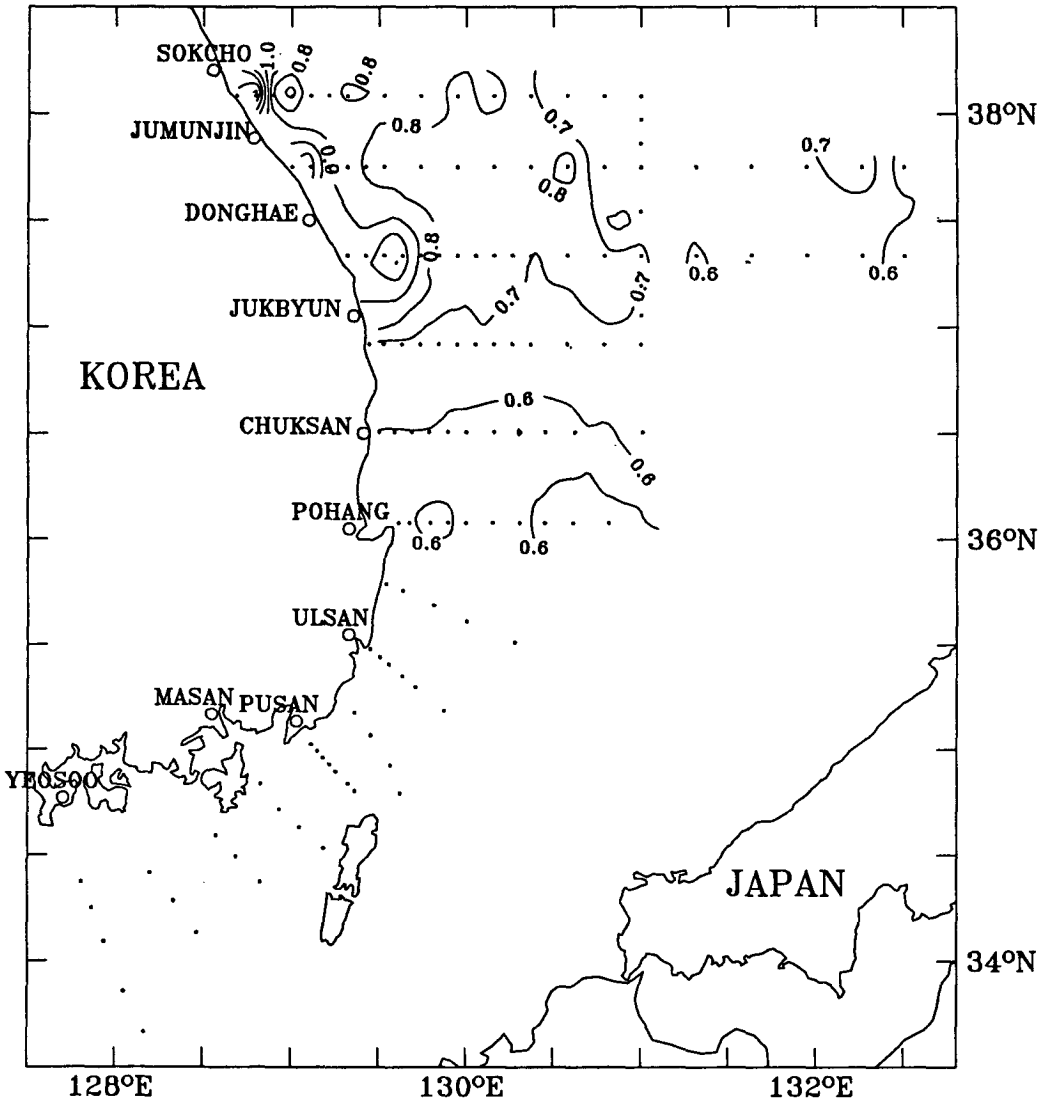 SOKCHO
1.0
0.8
0.8
38°N
JUMUNJIN
0.8
0.7
0.7
0.8
DONGHAE
0.8
0.6
0.6
0.7
0.7
JUKBYUN
KOREA
0.6
CHUKSAN
0.6
POHANG
0.6
0.6
36°N
ULSAN
MASAN
PUSAN
YEOSOO
JAPAN
34°N
128°E
130°E
132°E